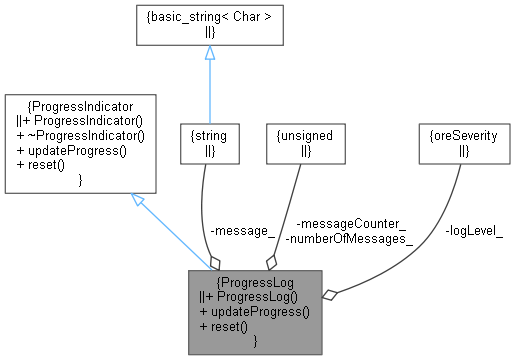 {basic_string< Char >
||}
{ProgressIndicator
||+ ProgressIndicator()
+ ~ProgressIndicator()
+ updateProgress()
+ reset()
}
{string
||}
{unsigned
||}
{oreSeverity
||}
-message_
-messageCounter_
-numberOfMessages_
-logLevel_
{ProgressLog
||+ ProgressLog()
+ updateProgress()
+ reset()
}